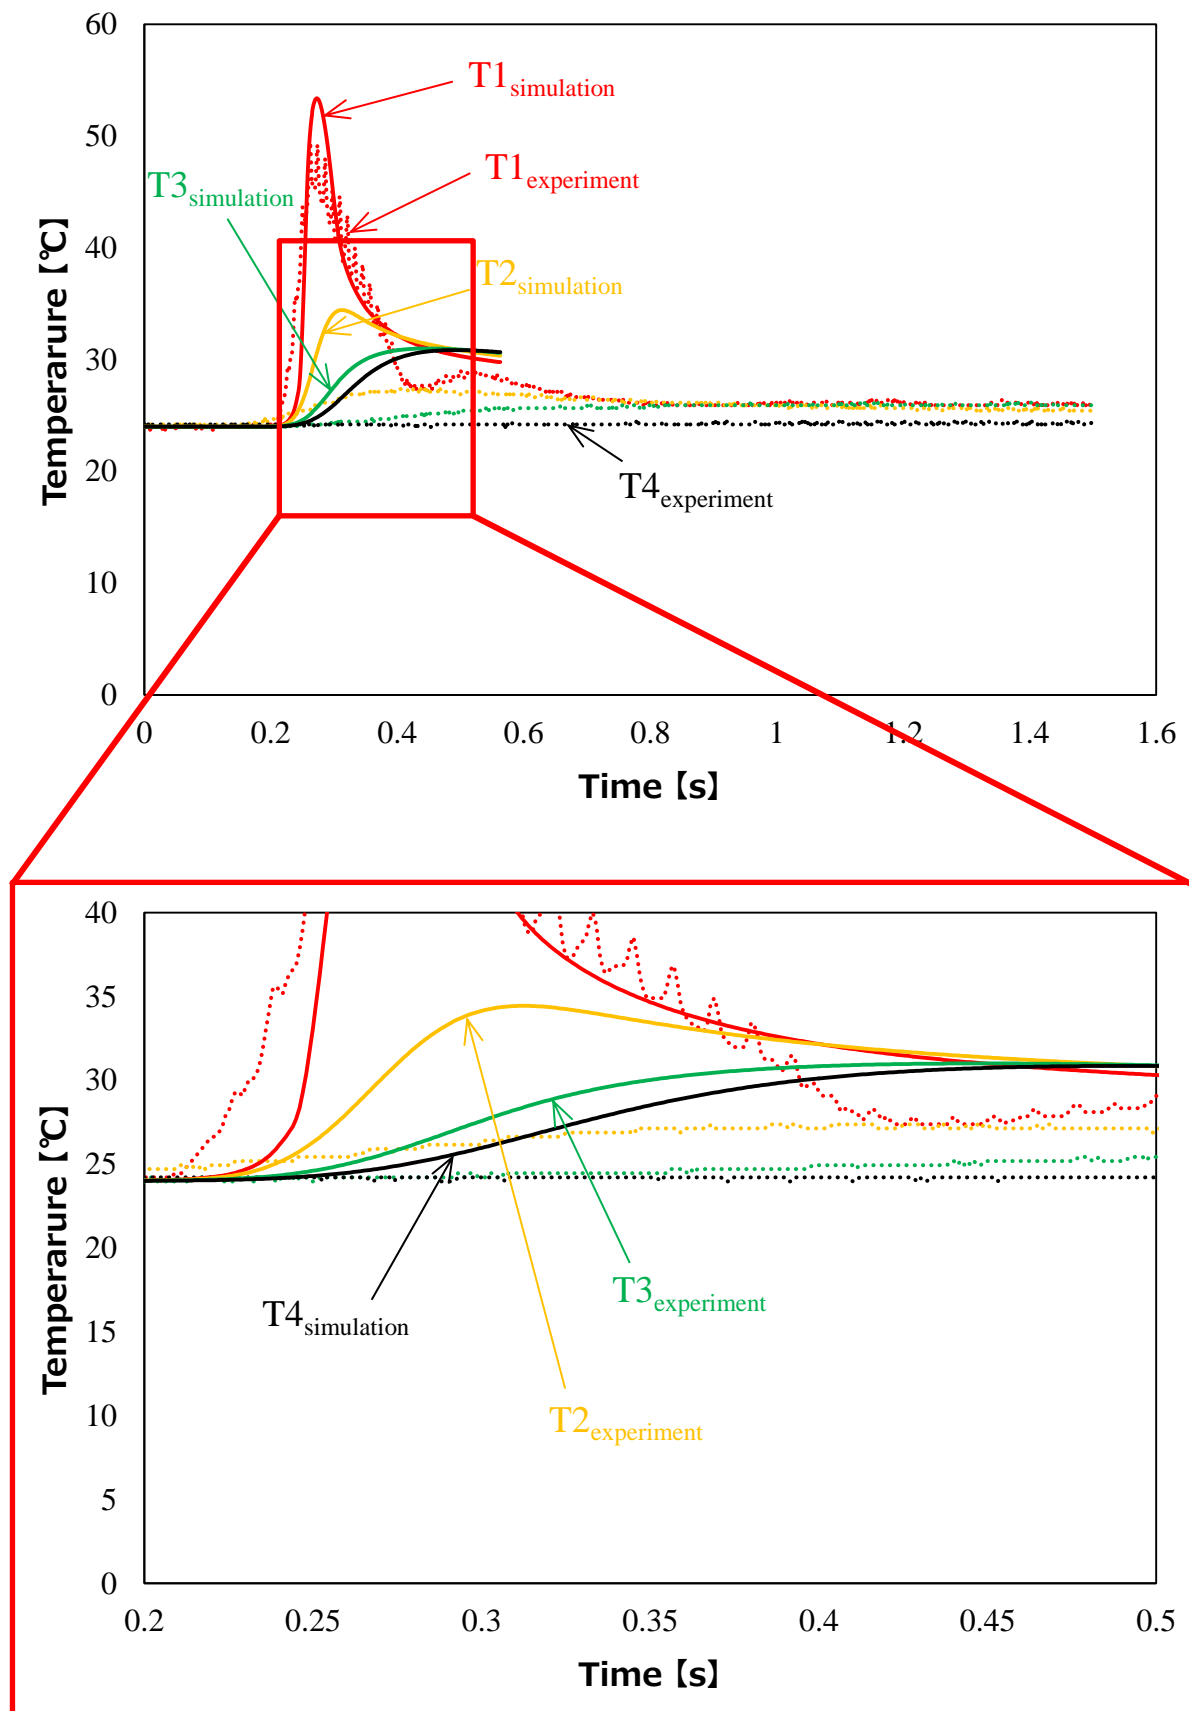 60
50
40
30
20
10
0
Temperarure【℃】
T1simulation
T1experiment
T3simulation
T2simulation
T4experiment
0 0.2 0.4 0.6 0.8 1 1.2 1.4 1.6
Time【s】
40
35
30
25
20
15
10
5
0
Temperarure【℃】
T3experiment
T4simulation
T2experiment
0.2 0.25 0.3 0.35 0.4 0.45 0.5
Time【s】